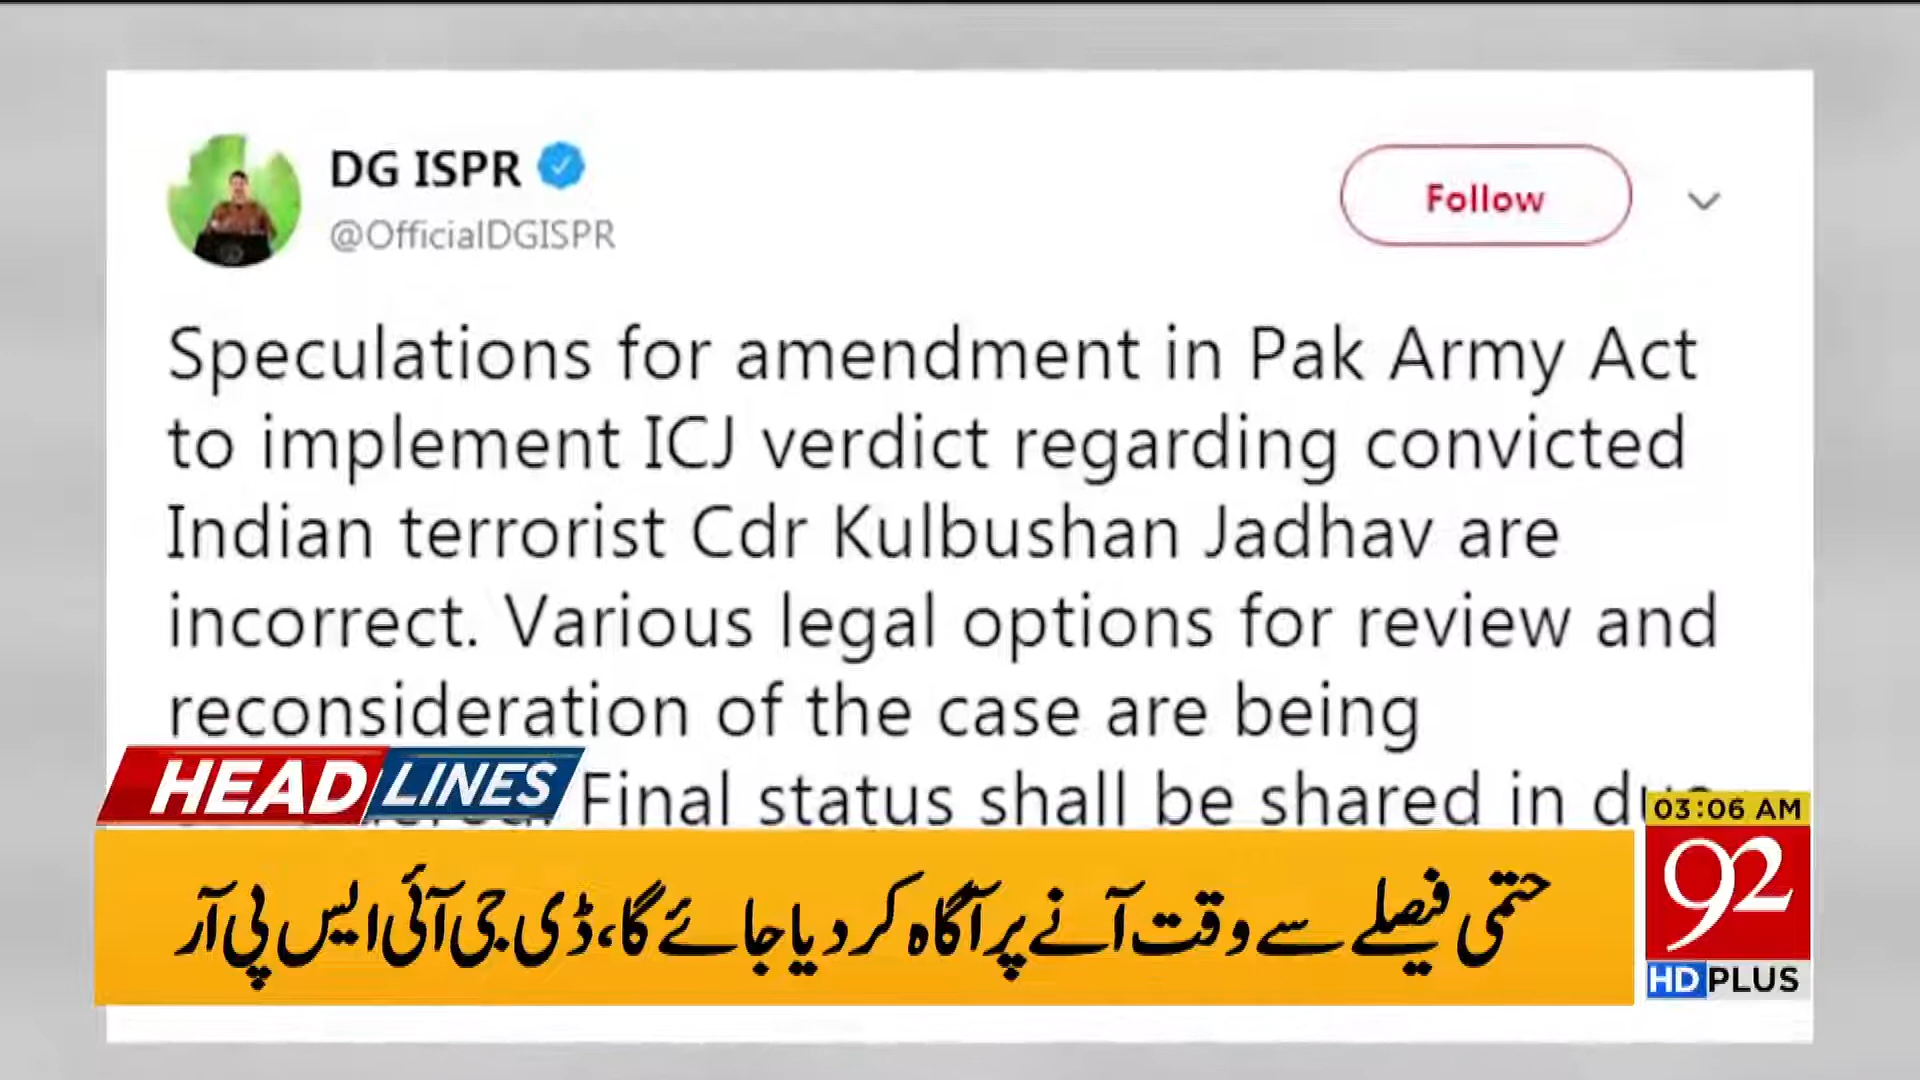 DG ISPR
@OfficialDGISPR
Follow
Speculations for amendment in Pak Army Act
to implement ICJ verdict regarding convicted
Indian terrorist Cdr Kulbushan Jadhav are
incorrect. Various legal options for review and
reconsideration of the case are being
Final status shall be shared in due
HEADLINES
03:06 AM
حتمی فیصلے سے وقت آنے پر آگاہ کر دیا جائے گا، ڈی جی آئی ایس پی آر
92
HD PLUS